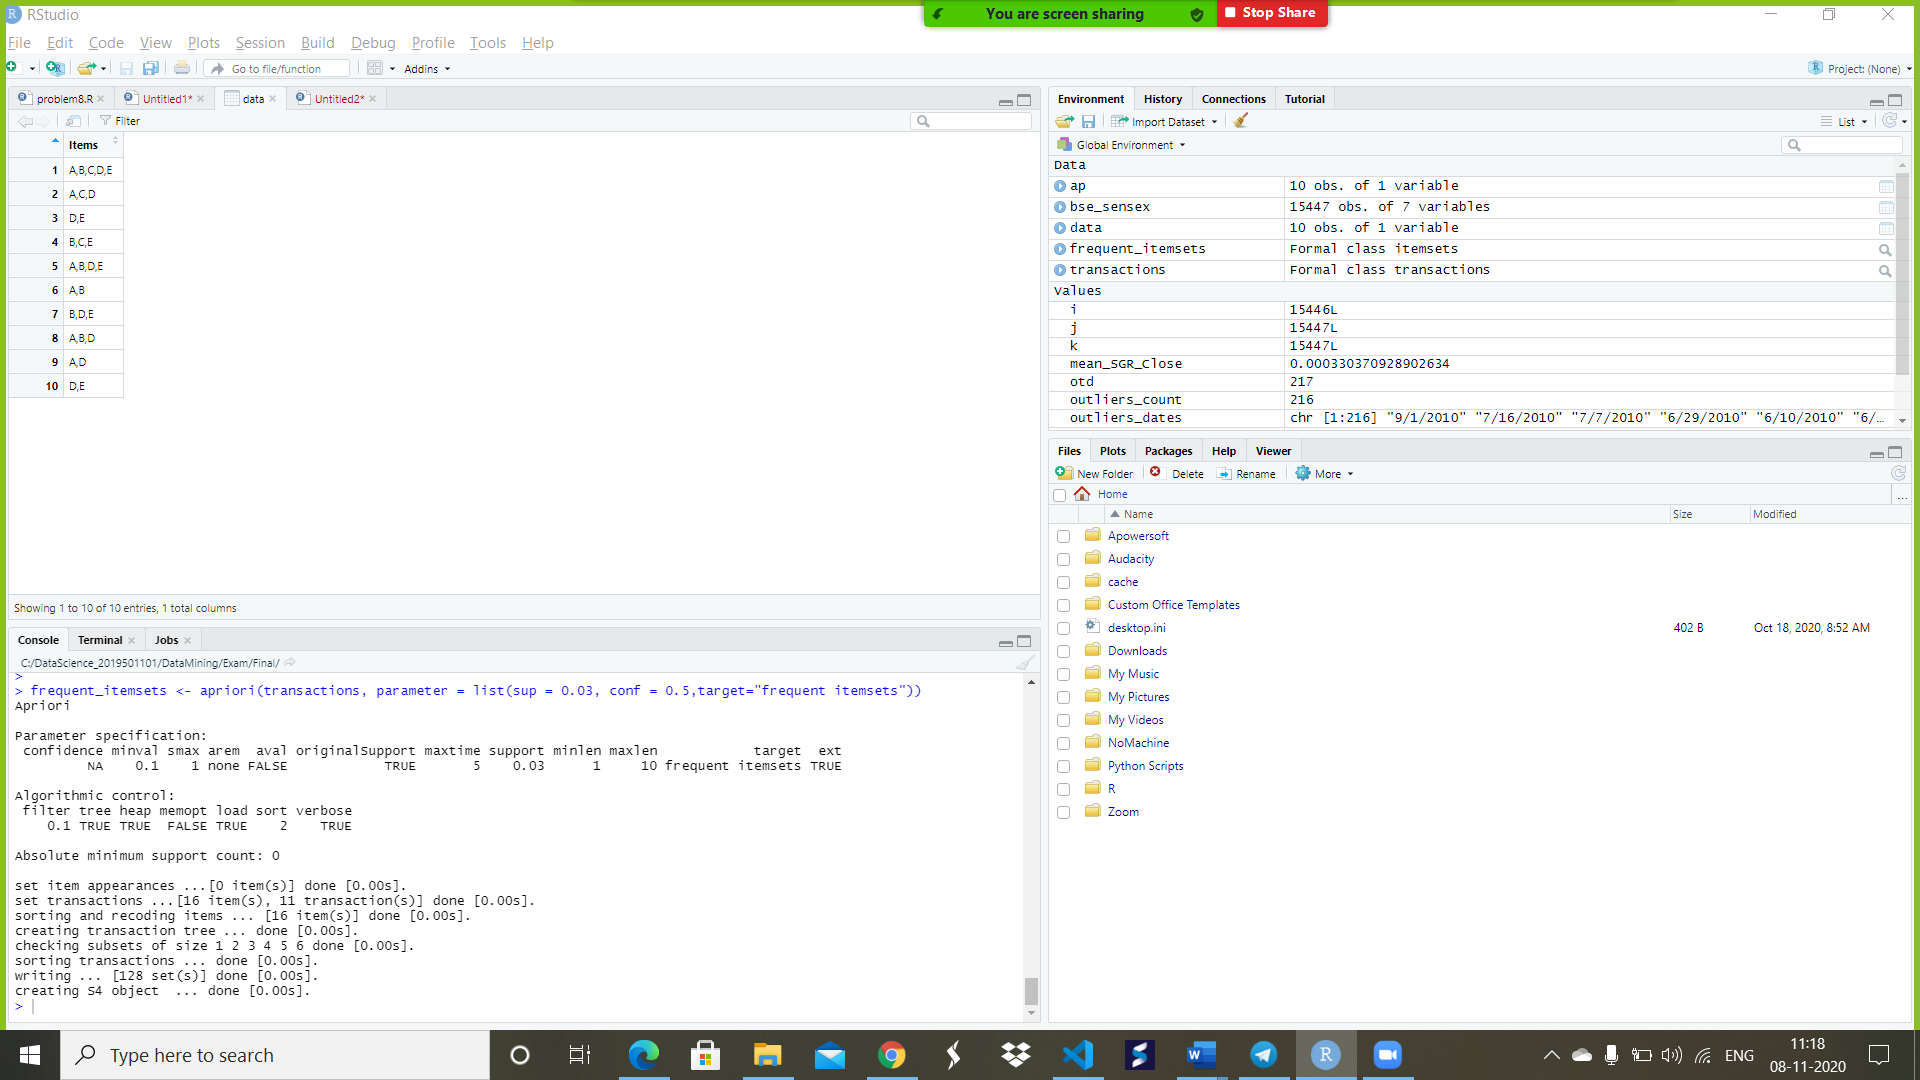 RStudio
You are screen sharing
Stop Share
File Edit Code View Plots Session Build Debug Profile Tools Help
Go to file/function
Addins
Project: (None)
problem8.R
Untitled1*
data
Untitled2*
Filter
Items
1 A,B,C,D,E
2 A,C,D
3 D,E
4 B,C,E
5 A,B,D,E
6 A,B
7 B,D,E
8 A,B,D
9 A,D
10 D,E
Showing 1 to 10 of 10 entries, 1 total columns
Console Terminal Jobs
C:/DataScience_2019501101/DataMining/Exam/Final/
>
> frequent_itemsets <- apriori(transactions, parameter = list(sup = 0.03, conf = 0.5,target="frequent itemsets"))
Apriori
Parameter specification:
confidence minval smax arem aval originalSupport maxtime support minlen maxlen target ext
NA 0.1 1 none FALSE TRUE 5 0.03 1 10 frequent itemsets TRUE
Algorithmic control:
filter tree heap memopt load sort verbose
0.1 TRUE TRUE FALSE TRUE 2 TRUE
Absolute minimum support count: 0
set item appearances ...[0 item(s)] done [0.00s].
set transactions ...[16 item(s), 11 transaction(s)] done [0.00s].
sorting and recoding items ... [16 item(s)] done [0.00s].
creating transaction tree ... done [0.00s].
checking subsets of size 1 2 3 4 5 6 done [0.00s].
sorting transactions ... done [0.00s].
writing ... [128 set(s)] done [0.00s].
creating S4 object ... done [0.00s].
>
Environment History Connections Tutorial
Import Dataset
List
Global Environment
Data
ap 10 obs. of 1 variable
bse_sensex 15447 obs. of 7 variables
data 10 obs. of 1 variable
frequent_itemsets Formal class itemsets
transactions Formal class transactions
Values
i 15446L
j 15447L
k 15447L
mean_SGR_Close 0.000330370928902634
otd 217
outliers_count 216
outliers_dates chr [1:216] "9/1/2010" "7/16/2010" "7/7/2010" "6/29/2010" "6/10/2010" "6/...
Files Plots Packages Help Viewer
New Folder Delete Rename More
Home
...
Name Size Modified
Apowersoft
Audacity
cache
Custom Office Templates
desktop.ini 402 B Oct 18, 2020, 8:52 AM
Downloads
My Music
My Pictures
My Videos
NoMachine
Python Scripts
R
Zoom
Type here to search
ENG
11:18
08-11-2020